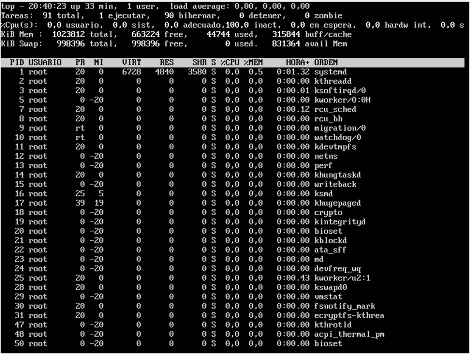 top - 20:40:23 up 33 min, 1 user, load average: 0,00, 0,00, 0,00
Tareas: 91 total, 1 ejecutar, 90 hibernar, 0 detener, 0 zombie
%Cpu(s): 0,0 usuario, 0,0 sist, 0,0 adecuado,100,0 inact, 0,0 en espera, 0,0 hardw int, 0,0 s
KiB Mem : 1023812 total, 663224 free, 44744 used, 315844 buff/cache
KiB Swap: 998396 total, 998396 free, 0 used. 831364 avail Mem
PID USUARIO PR NI VIRT RES SHR S %CPU %MEM HORA+ ORDEN
1 root 20 0 6728 4840 3580 S 0,0 0,5 0:01.32 systemd
2 root 20 0 0 0 0 S 0,0 0,0 0:00.00 kthreadd
3 root 20 0 0 0 0 S 0,0 0,0 0:00.01 ksoftirqd/0
5 root 0 -20 0 0 0 S 0,0 0,0 0:00.00 kworker/0:0H
7 root 20 0 0 0 0 S 0,0 0,0 0:00.12 rcu_sched
8 root 20 0 0 0 0 S 0,0 0,0 0:00.00 rcu_bh
9 root rt 0 0 0 0 S 0,0 0,0 0:00.00 migration/0
10 root rt 0 0 0 0 S 0,0 0,0 0:00.00 watchdog/0
11 root 20 0 0 0 0 S 0,0 0,0 0:00.00 kdevtmpfs
12 root 0 -20 0 0 0 S 0,0 0,0 0:00.00 netns
13 root 0 -20 0 0 0 S 0,0 0,0 0:00.00 perf
14 root 20 0 0 0 0 S 0,0 0,0 0:00.00 khungtaskd
15 root 0 -20 0 0 0 S 0,0 0,0 0:00.00 writeback
16 root 25 5 0 0 0 S 0,0 0,0 0:00.00 ksmd
17 root 39 19 0 0 0 S 0,0 0,0 0:00.00 khugepaged
18 root 0 -20 0 0 0 S 0,0 0,0 0:00.00 crypto
19 root 0 -20 0 0 0 S 0,0 0,0 0:00.00 kintegrityd
20 root 0 -20 0 0 0 S 0,0 0,0 0:00.00 bioset
21 root 0 -20 0 0 0 S 0,0 0,0 0:00.00 kblockd
22 root 0 -20 0 0 0 S 0,0 0,0 0:00.00 ata_sff
23 root 0 -20 0 0 0 S 0,0 0,0 0:00.00 md
24 root 0 -20 0 0 0 S 0,0 0,0 0:00.00 devfreq_wq
25 root 20 0 0 0 0 S 0,0 0,0 0:00.43 kworker/u2:1
28 root 20 0 0 0 0 S 0,0 0,0 0:00.00 kswapd0
29 root 0 -20 0 0 0 S 0,0 0,0 0:00.00 vmstat
30 root 20 0 0 0 0 S 0,0 0,0 0:00.00 fsnotify_mark
31 root 20 0 0 0 0 S 0,0 0,0 0:00.00 ecryptfs-kthrea
47 root 0 -20 0 0 0 S 0,0 0,0 0:00.00 kthrotld
48 root 0 -20 0 0 0 S 0,0 0,0 0:00.00 acpi_thermal_pm
50 root 0 -20 0 0 0 S 0,0 0,0 0:00.00 bioset